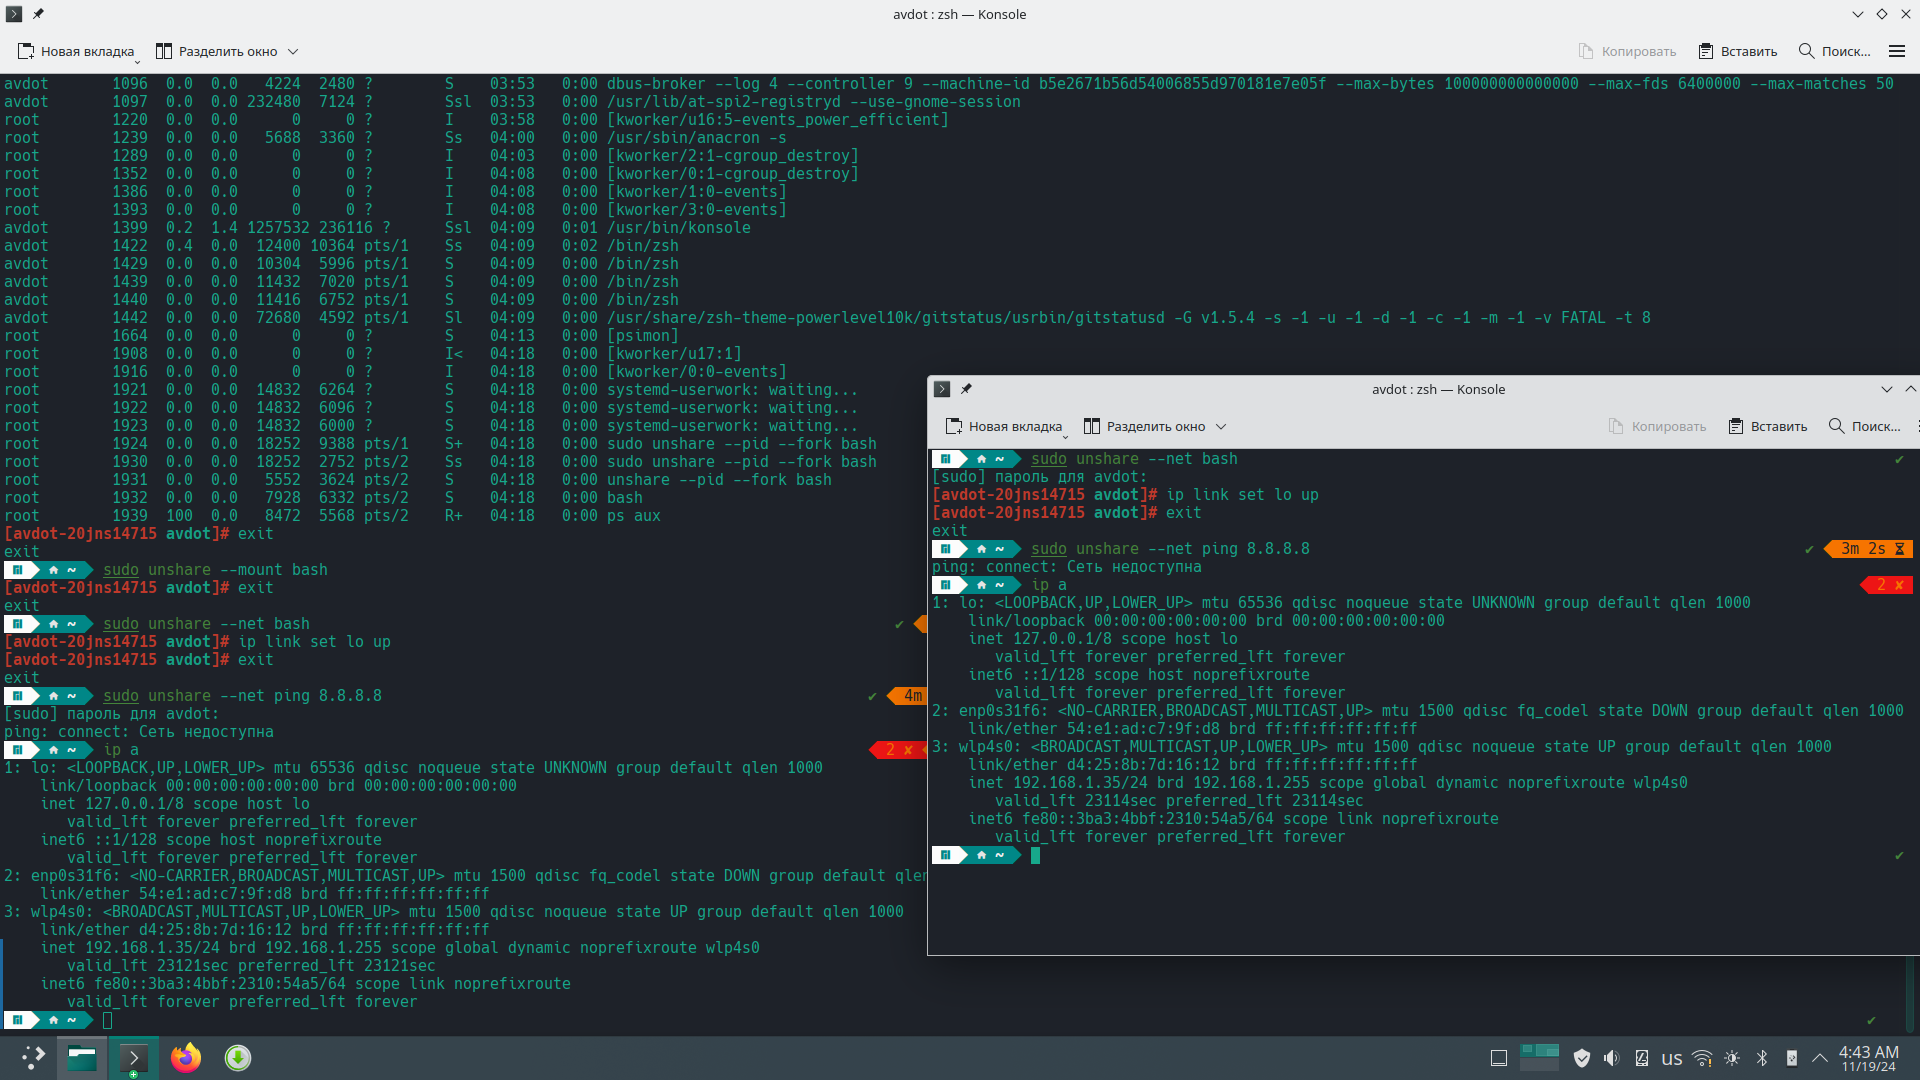 avdot : zsh — Konsole
Новая вкладка Разделить окно Копировать Вставить Поиск...
avdot 1096 0.0 0.0 4224 2480 ? S 03:53 0:00 dbus-broker --log 4 --controller 9 --machine-id b5e2671b56d54006855d970181e7e05f --max-bytes 100000000000000 --max-fds 6400000 --max-matches 50
avdot 1097 0.0 0.0 232480 7124 ? Ssl 03:53 0:00 /usr/lib/at-spi2-registryd --use-gnome-session
root 1220 0.0 0.0 0 0 ? I 03:58 0:00 [kworker/u16:5-events_power_efficient]
root 1239 0.0 0.0 5688 3360 ? Ss 04:00 0:00 /usr/sbin/anacron -s
root 1289 0.0 0.0 0 0 ? I 04:03 0:00 [kworker/2:1-cgroup_destroy]
root 1352 0.0 0.0 0 0 ? I 04:08 0:00 [kworker/0:1-cgroup_destroy]
root 1386 0.0 0.0 0 0 ? I 04:08 0:00 [kworker/1:0-events]
root 1393 0.0 0.0 0 0 ? I 04:08 0:00 [kworker/3:0-events]
avdot 1399 0.2 1.4 1257532 236116 ? Ssl 04:09 0:01 /usr/bin/konsole
avdot 1422 0.4 0.0 12400 10364 pts/1 Ss 04:09 0:02 /bin/zsh
avdot 1429 0.0 0.0 10304 5996 pts/1 S 04:09 0:00 /bin/zsh
avdot 1439 0.0 0.0 11432 7020 pts/1 S 04:09 0:00 /bin/zsh
avdot 1440 0.0 0.0 11416 6752 pts/1 S 04:09 0:00 /bin/zsh
avdot 1442 0.0 0.0 72680 4592 pts/1 Sl 04:09 0:00 /usr/share/zsh-theme-powerlevel10k/gitstatus/usrbin/gitstatusd -G v1.5.4 -s -1 -u -1 -d -1 -c -1 -m -1 -v FATAL -t 8
root 1664 0.0 0.0 0 0 ? S 04:13 0:00 [psimon]
root 1908 0.0 0.0 0 0 ? I< 04:18 0:00 [kworker/u17:1]
root 1916 0.0 0.0 0 0 ? I 04:18 0:00 [kworker/0:0-events]
root 1921 0.0 0.0 14832 6264 ? S 04:18 0:00 systemd-userwork: waiting...
root 1922 0.0 0.0 14832 6096 ? S 04:18 0:00 systemd-userwork: waiting...
root 1923 0.0 0.0 14832 6000 ? S 04:18 0:00 systemd-userwork: waiting...
root 1924 0.0 0.0 18252 9388 pts/1 S+ 04:18 0:00 sudo unshare --pid --fork bash
root 1930 0.0 0.0 18252 2752 pts/2 Ss 04:18 0:00 sudo unshare --pid --fork bash
root 1931 0.0 0.0 5552 3624 pts/2 S 04:18 0:00 unshare --pid --fork bash
root 1932 0.0 0.0 7928 6332 pts/2 S 04:18 0:00 bash
root 1939 100 0.0 8472 5568 pts/2 R+ 04:18 0:00 ps aux
[avdot-20jns14715 avdot]# exit
exit
~ sudo unshare --mount bash
[avdot-20jns14715 avdot]# exit
exit
~ sudo unshare --net bash ✔
[avdot-20jns14715 avdot]# ip link set lo up
[avdot-20jns14715 avdot]# exit
exit
~ sudo unshare --net ping 8.8.8.8 ✔ 4m
[sudo] пароль для avdot:
ping: connect: Сеть недоступна
~ ip a 2 ✘
1: lo: <LOOPBACK,UP,LOWER_UP> mtu 65536 qdisc noqueue state UNKNOWN group default qlen 1000
link/loopback 00:00:00:00:00:00 brd 00:00:00:00:00:00
inet 127.0.0.1/8 scope host lo
valid_lft forever preferred_lft forever
inet6 ::1/128 scope host noprefixroute
valid_lft forever preferred_lft forever
2: enp0s31f6: <NO-CARRIER,BROADCAST,MULTICAST,UP> mtu 1500 qdisc fq_codel state DOWN group default qlen
link/ether 54:e1:ad:c7:9f:d8 brd ff:ff:ff:ff:ff:ff
3: wlp4s0: <BROADCAST,MULTICAST,UP,LOWER_UP> mtu 1500 qdisc noqueue state UP group default qlen 1000
link/ether d4:25:8b:7d:16:12 brd ff:ff:ff:ff:ff:ff
inet 192.168.1.35/24 brd 192.168.1.255 scope global dynamic noprefixroute wlp4s0
valid_lft 23121sec preferred_lft 23121sec
inet6 fe80::3ba3:4bbf:2310:54a5/64 scope link noprefixroute
valid_lft forever preferred_lft forever
~ ✔
avdot : zsh — Konsole
Новая вкладка Разделить окно Копировать Вставить Поиск...
~ sudo unshare --net bash ✔
[sudo] пароль для avdot:
[avdot-20jns14715 avdot]# ip link set lo up
[avdot-20jns14715 avdot]# exit
exit
~ sudo unshare --net ping 8.8.8.8 ✔ 3m 2s
ping: connect: Сеть недоступна
~ ip a 2 ✘
1: lo: <LOOPBACK,UP,LOWER_UP> mtu 65536 qdisc noqueue state UNKNOWN group default qlen 1000
link/loopback 00:00:00:00:00:00 brd 00:00:00:00:00:00
inet 127.0.0.1/8 scope host lo
valid_lft forever preferred_lft forever
inet6 ::1/128 scope host noprefixroute
valid_lft forever preferred_lft forever
2: enp0s31f6: <NO-CARRIER,BROADCAST,MULTICAST,UP> mtu 1500 qdisc fq_codel state DOWN group default qlen 1000
link/ether 54:e1:ad:c7:9f:d8 brd ff:ff:ff:ff:ff:ff
3: wlp4s0: <BROADCAST,MULTICAST,UP,LOWER_UP> mtu 1500 qdisc noqueue state UP group default qlen 1000
link/ether d4:25:8b:7d:16:12 brd ff:ff:ff:ff:ff:ff
inet 192.168.1.35/24 brd 192.168.1.255 scope global dynamic noprefixroute wlp4s0
valid_lft 23114sec preferred_lft 23114sec
inet6 fe80::3ba3:4bbf:2310:54a5/64 scope link noprefixroute
valid_lft forever preferred_lft forever
~ ✔
us 4:43 AM
11/19/24